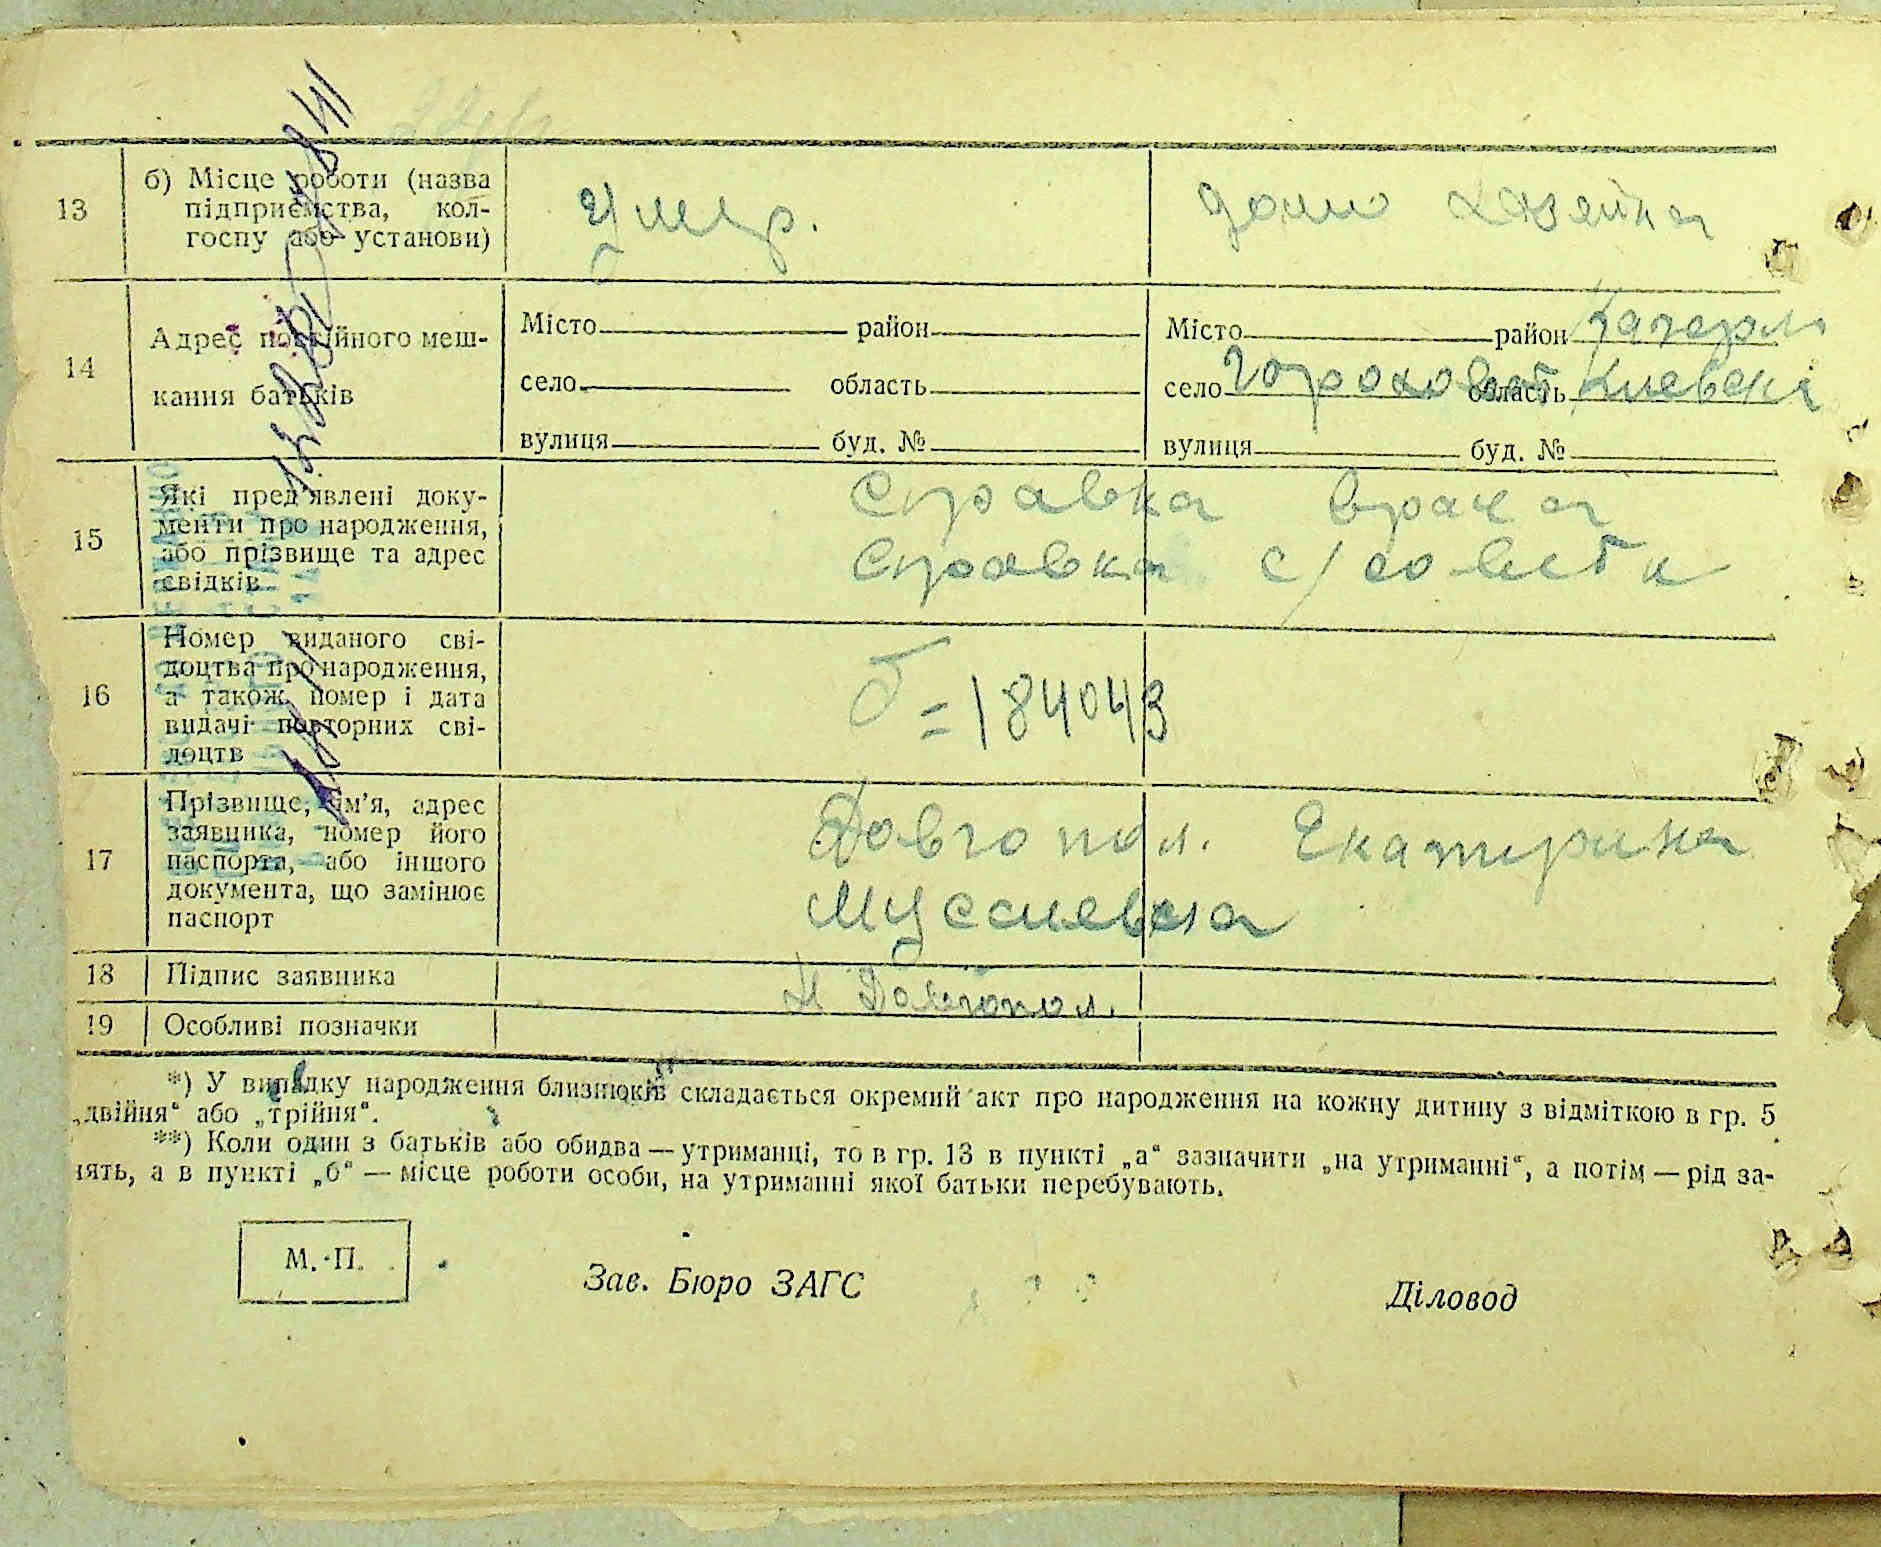 13
б) Місце роботи (назва
підприємства, кол-
госпу або установи)
Умер.
домо хазяйка
14
Адрес постійного меш-
кання батьків
Місто район
село область
вулиця буд. №
Місто район Кагарл
село Гороховат область Киевск
вулиця буд. №
15
Які пред'явлені доку-
менти про народження,
або прізвище та адрес
свідків
Справка врача
Справка с/совета
16
Номер виданого сві-
доцтва про народження,
а також номер і дата
видачі повторних сві-
доцтв
= 184043
17
Прізвище, ім'я, адрес
заявника, номер його
паспорта, або іншого
документа, що замінює
паспорт
Довгопол. Екатерина
18
Підпис заявника
Довгопол.
19
Особливі позначки
*) У випадку народження близнюків складається окремий акт про народження на кожну дитину з відміткою в гр. 5
„двійня“ або „трійня“.
**) Коли один з батьків або обидва — утриманці, то в гр. 13 в пункті „а“ зазначити „на утриманні“, а потім — рід за-
нять, а в пункті „б“ — місце роботи особи, на утриманні якої батьки перебувають.
М. П.
Зав. Бюро ЗАГС
Діловод